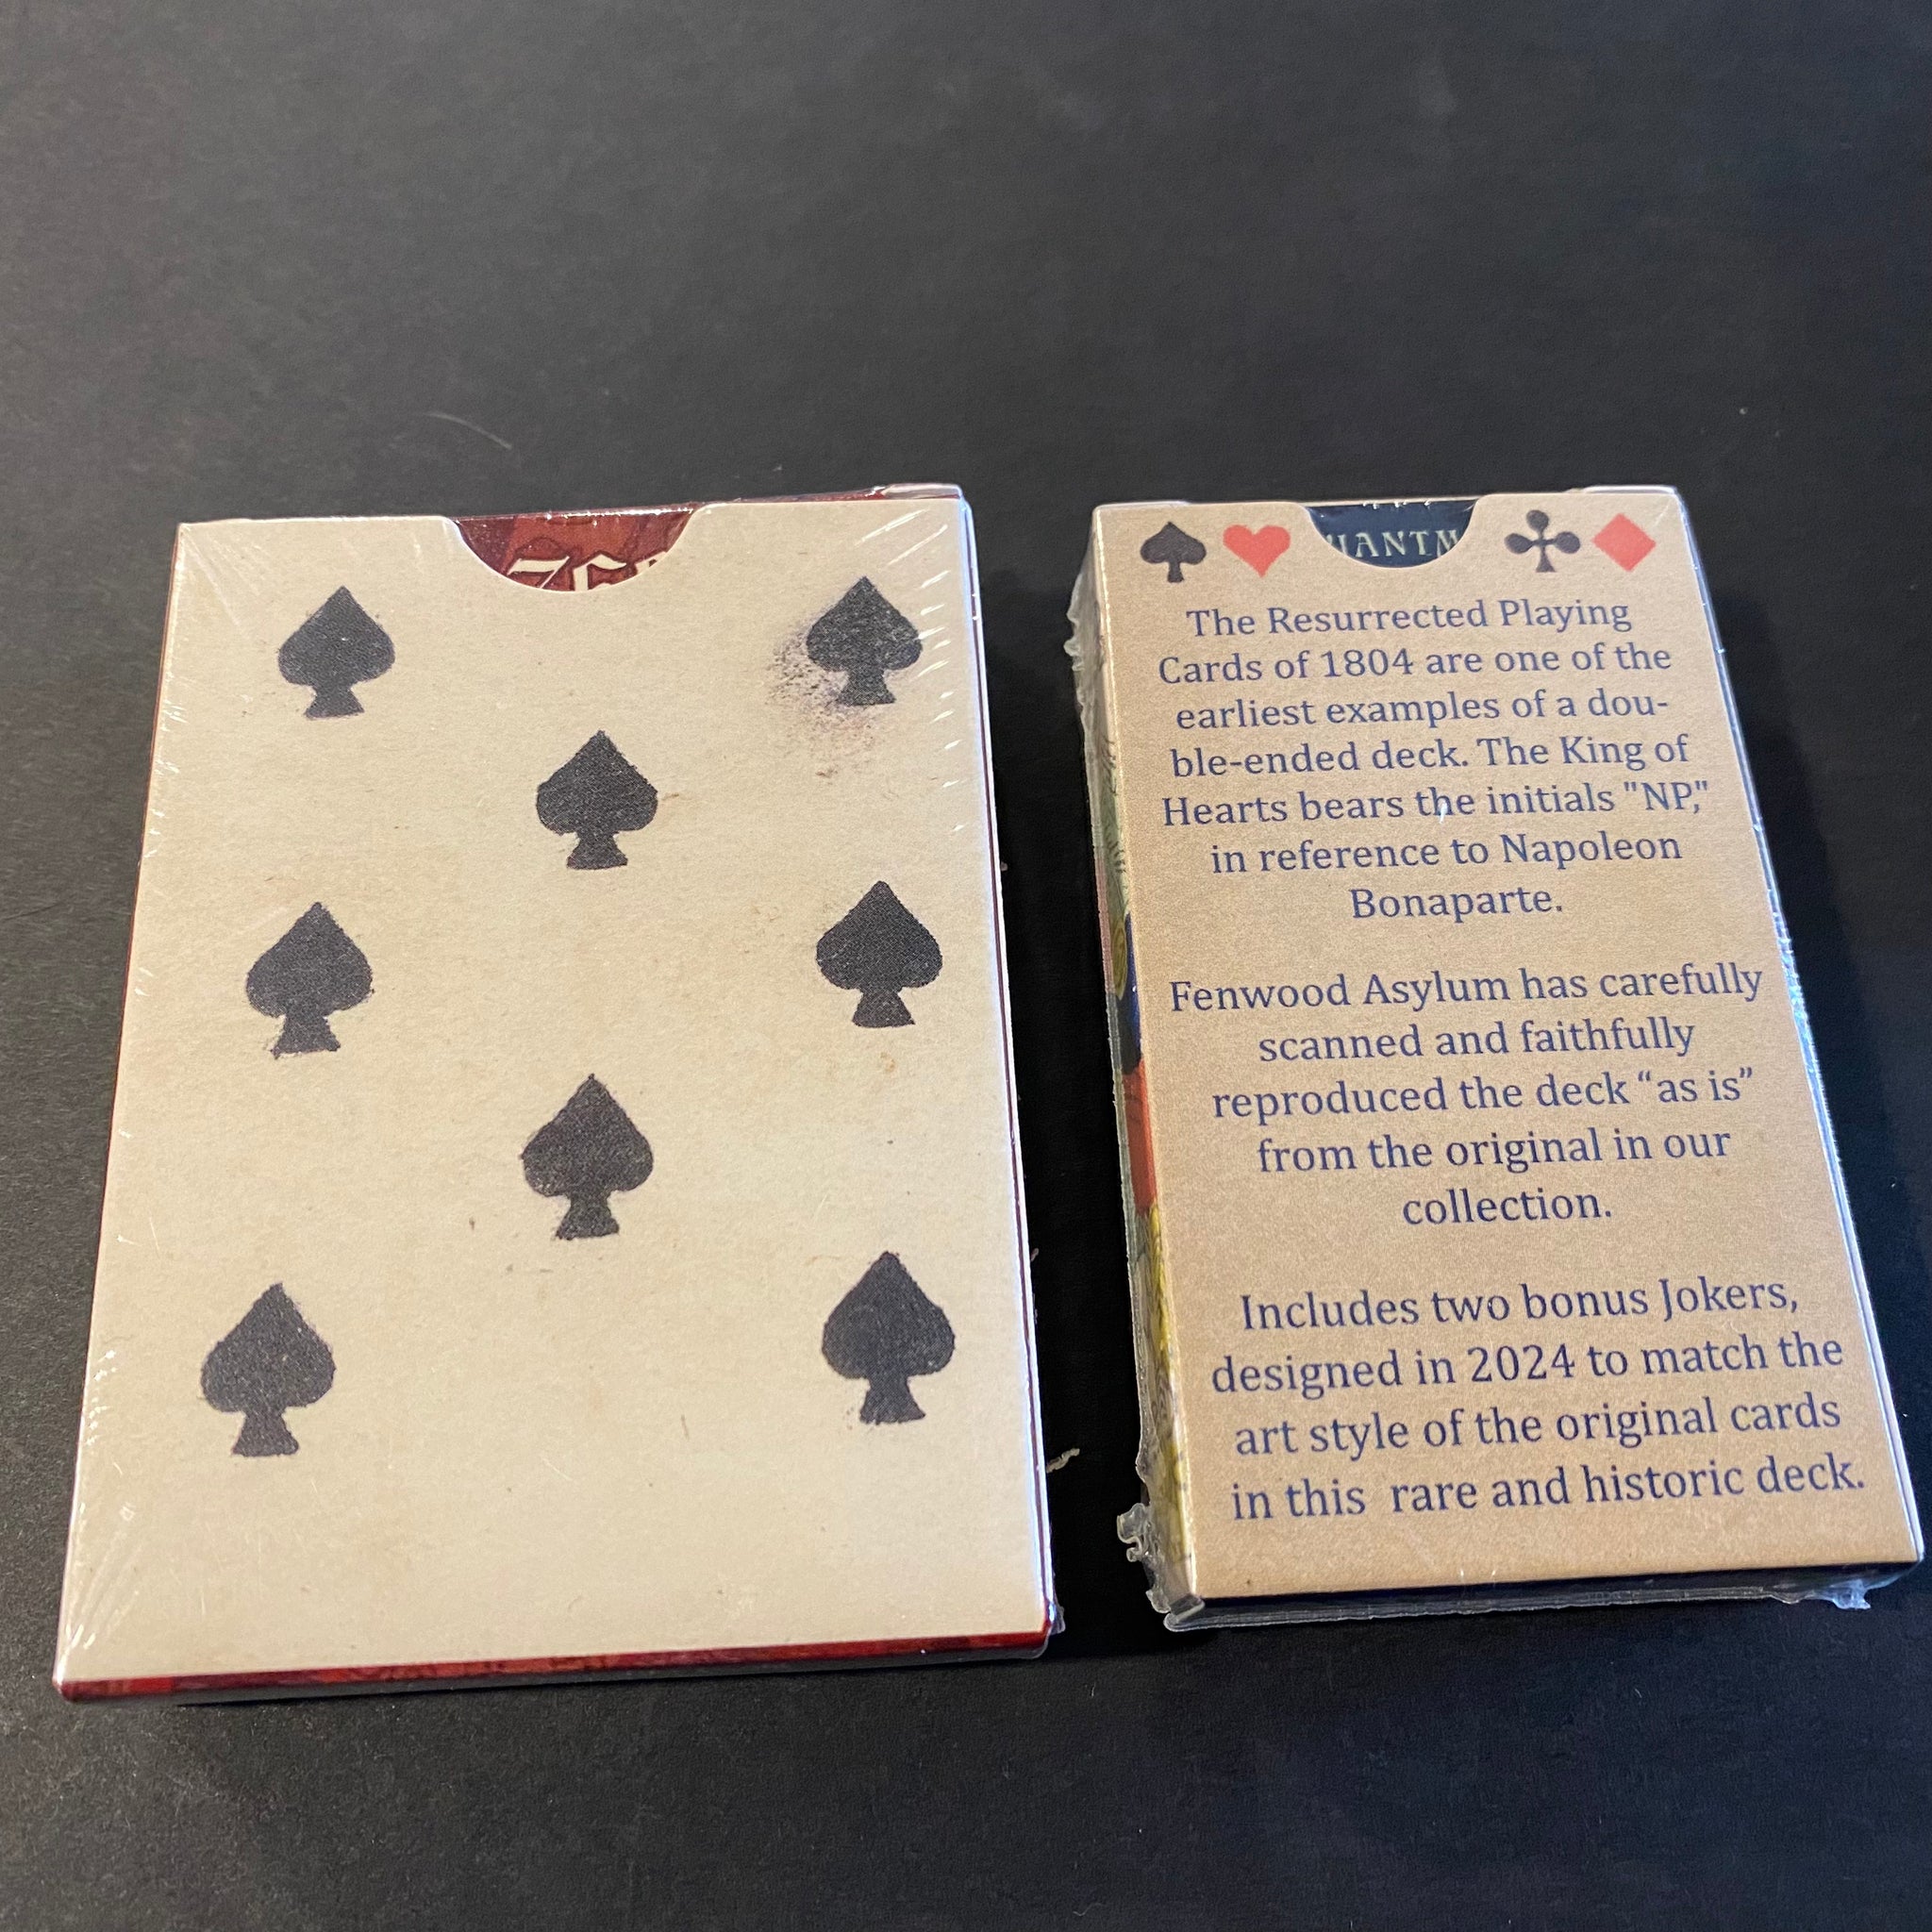 The Resurrected Playing
Cards of 1804 are one of the
earliest examples of a dou-
ble-ended deck. The King of
Hearts bears the initials "NP,"
in reference to Napoleon
Bonaparte.
Fenwood Asylum has carefully
scanned and faithfully
reproduced the deck “as is”
from the original in our
collection.
Includes two bonus Jokers,
designed in 2024 to match the
art style of the original cards
in this  rare and historic deck.